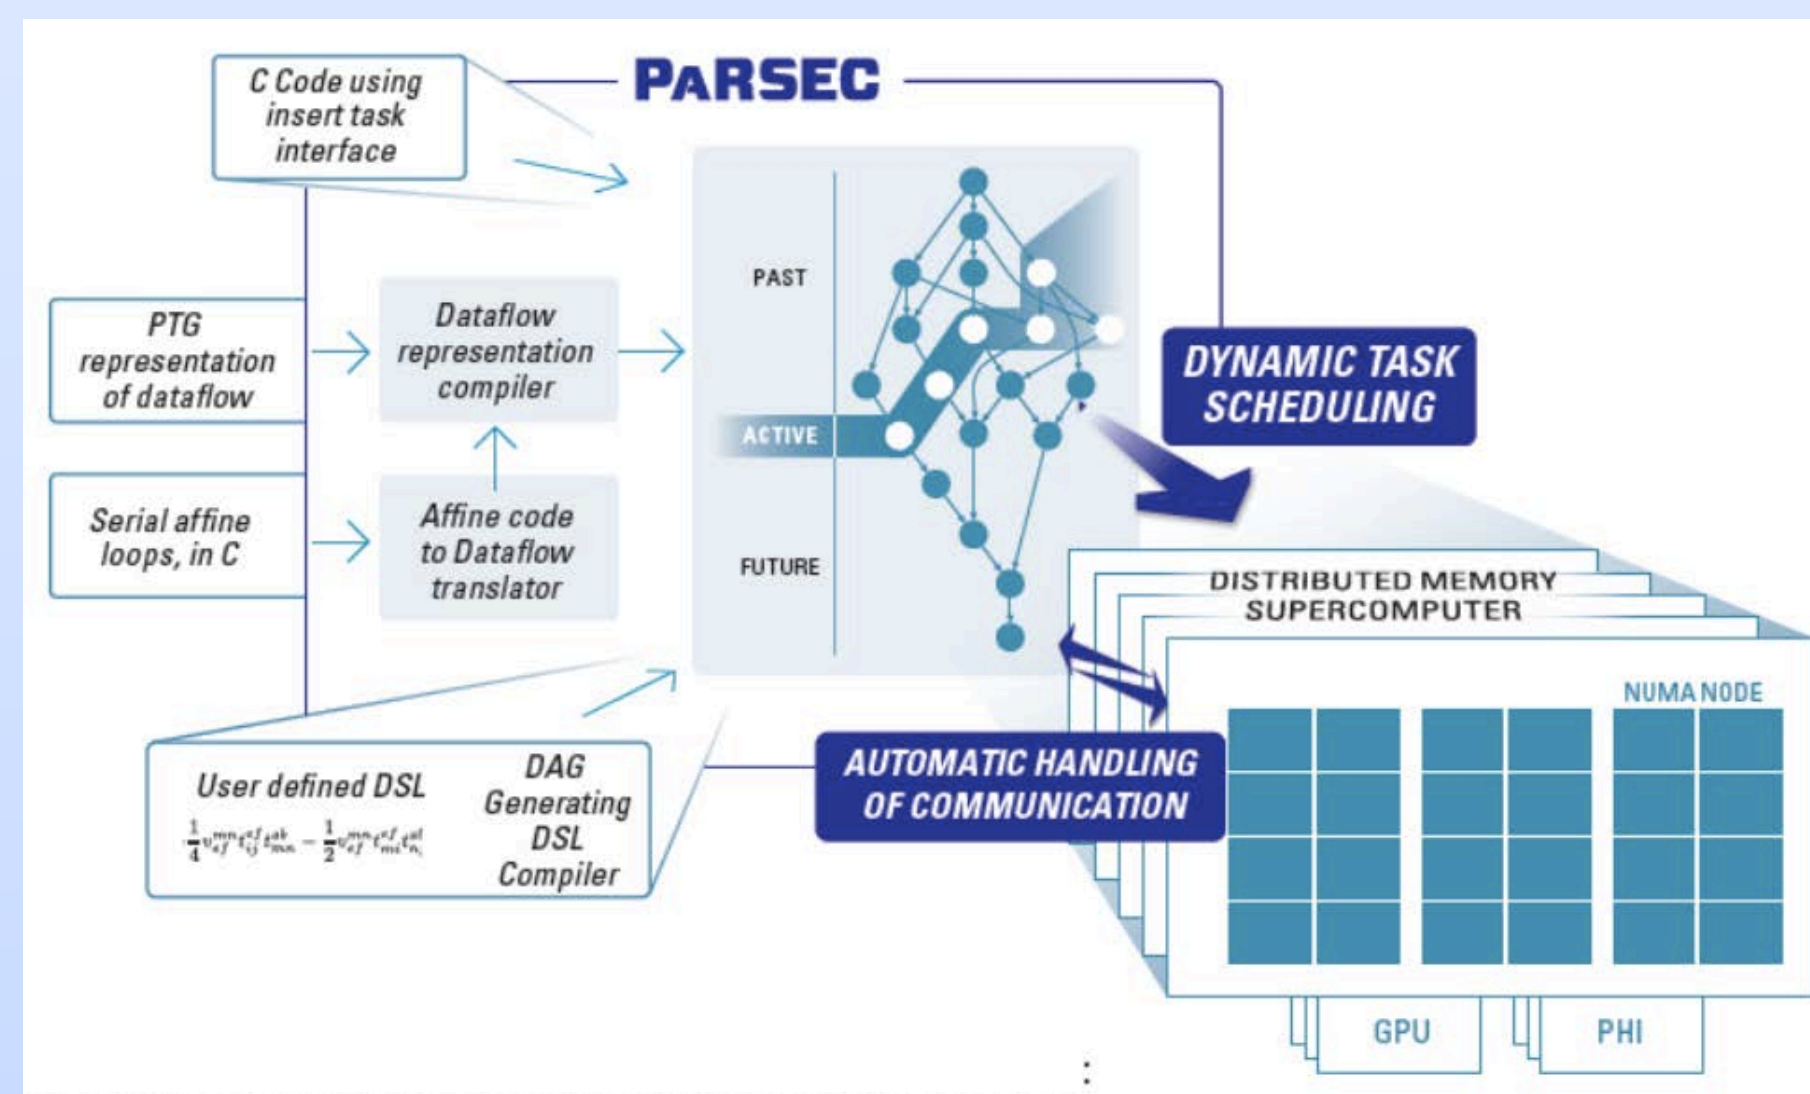 PARSEC
C Code using
insert task
interface
PTG
representation
of dataflow
Dataflow
representation
compiler
Serial affine
loops, in C
Affine code
to Dataflow
translator
PAST
ACTIVE
FUTURE
DYNAMIC TASK
SCHEDULING
DISTRIBUTED MEMORY
SUPERCOMPUTER
NUMA NODE
AUTOMATIC HANDLING
OF COMMUNICATION
User defined DSL
DAG
Generating
DSL
Compiler
GPU
PHI